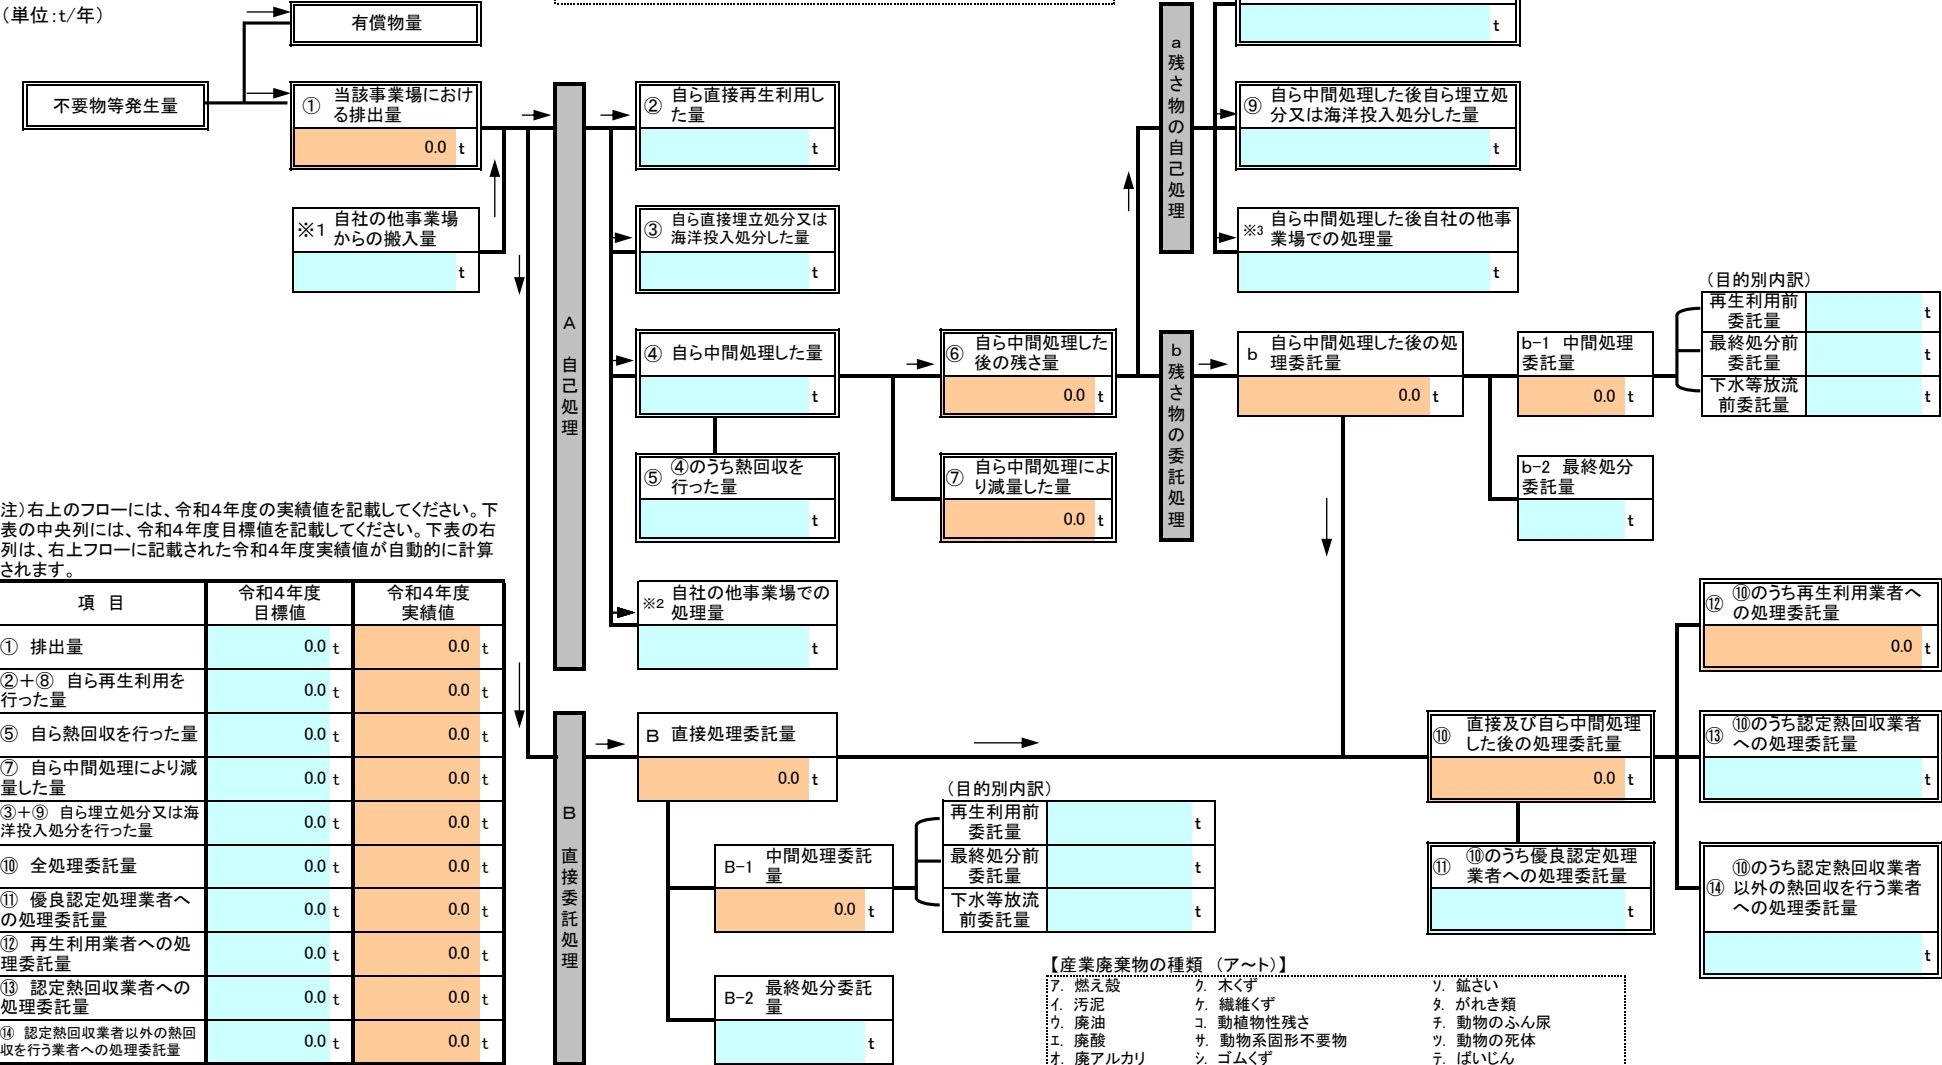 （単位：t/年）
有償物量
不要物等発生量
① 当該事業場におけ
る排出量
0.0 t
※1 自社の他事業場
からの搬入量
t
A
自
己
処
理
② 自ら直接再生利用し
た量
t
③ 自ら直接埋立処分又は
海洋投入処分した量
t
④ 自ら中間処理した量
t
⑤ ④のうち熱回収を
行った量
t
※2 自社の他事業場での
処理量
t
⑥ 自ら中間処理した
後の残さ量
0.0 t
⑦ 自ら中間処理によ
り減量した量
0.0 t
a
残
さ
物
の
自
己
処
理
t
⑨ 自ら中間処理した後自ら埋立処
分又は海洋投入処分した量
t
※3 自ら中間処理した後自社の他事
業場での処理量
t
b
残
さ
物
の
委
託
処
理
b 自ら中間処理した後の処
理委託量
0.0 t
b-1 中間処理
委託量
0.0 t
b-2 最終処分
委託量
t
（目的別内訳）
再生利用前
委託量
t
最終処分前
委託量
t
下水等放流
前委託量
t
注）右上のフローには、令和4年度の実績値を記載してください。下
表の中央列には、令和4年度目標値を記載してください。下表の右
列は、右上フローに記載された令和4年度実績値が自動的に計算
されます。
項 目 令和4年度 目標値 令和4年度 実績値
① 排出量 0.0 t 0.0 t
②＋⑧ 自ら再生利用を
行った量 0.0 t 0.0 t
⑤ 自ら熱回収を行った量 0.0 t 0.0 t
⑦ 自ら中間処理により減
量した量 0.0 t 0.0 t
③＋⑨ 自ら埋立処分又は海
洋投入処分を行った量 0.0 t 0.0 t
⑩ 全処理委託量 0.0 t 0.0 t
⑪ 優良認定処理業者へ
の処理委託量 0.0 t 0.0 t
⑫ 再生利用業者への処
理委託量 0.0 t 0.0 t
⑬ 認定熱回収業者への
処理委託量 0.0 t 0.0 t
⑭ 認定熱回収業者以外の熱回
収を行う業者への処理委託量 0.0 t 0.0 t
B
直
接
委
託
処
理
B 直接処理委託量
0.0 t
B-1 中間処理委託
量
0.0 t
B-2 最終処分委託
量
t
（目的別内訳）
再生利用前
委託量
t
最終処分前
委託量
t
下水等放流
前委託量
t
⑩ 直接及び自ら中間処理
した後の処理委託量
0.0 t
⑪ ⑩のうち優良認定処理
業者への処理委託量
t
⑫ ⑩のうち再生利用業者へ
の処理委託量
0.0 t
⑬ ⑩のうち認定熱回収業者
への処理委託量
t
⑭ ⑩のうち認定熱回収業者
以外の熱回収を行う業者
への処理委託量
t
【産業廃棄物の種類 （ア～ト）】
ア. 燃え殻 ク. 木くず ソ. 鉱さい
イ. 汚泥 ケ. 繊維くず タ. がれき類
ウ. 廃油 コ. 動植物性残さ チ. 動物のふん尿
エ. 廃酸 サ. 動物系固形不要物 ツ. 動物の死体
オ. 廃アルカリ シ. ゴムくず テ. ばいじん